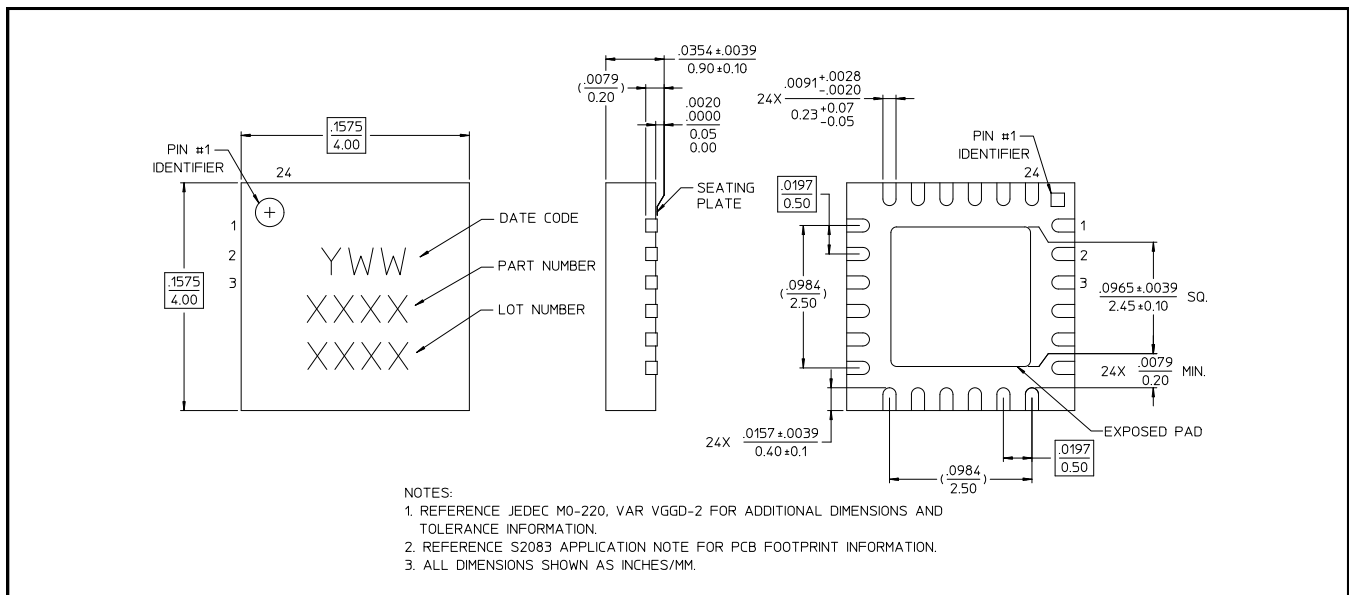 .0354±.0039
0.90±0.10
(.0079)
0.20
.0020
.0000
0.05
0.00
24X .0091 +.0028
-.0020
0.23 +0.07
-0.05
.1575
4.00
PIN #1
IDENTIFIER
24
1
2
3
.1575
4.00
YWW
XXXX
XXXX
DATE CODE
PART NUMBER
LOT NUMBER
SEATING
PLATE
PIN #1
IDENTIFIER
24
.0197
0.50
1
2
3
(.0984)
2.50
.0965±.0039 SQ.
2.45±0.10
24X .0079 MIN.
0.20
24X .0157±.0039
0.40±0.1
EXPOSED PAD
.0197
0.50
(.0984)
2.50
NOTES:
1. REFERENCE JEDEC MO-220, VAR VGGD-2 FOR ADDITIONAL DIMENSIONS AND
TOLERANCE INFORMATION.
2. REFERENCE S2083 APPLICATION NOTE FOR PCB FOOTPRINT INFORMATION.
3. ALL DIMENSIONS SHOWN AS INCHES/MM.